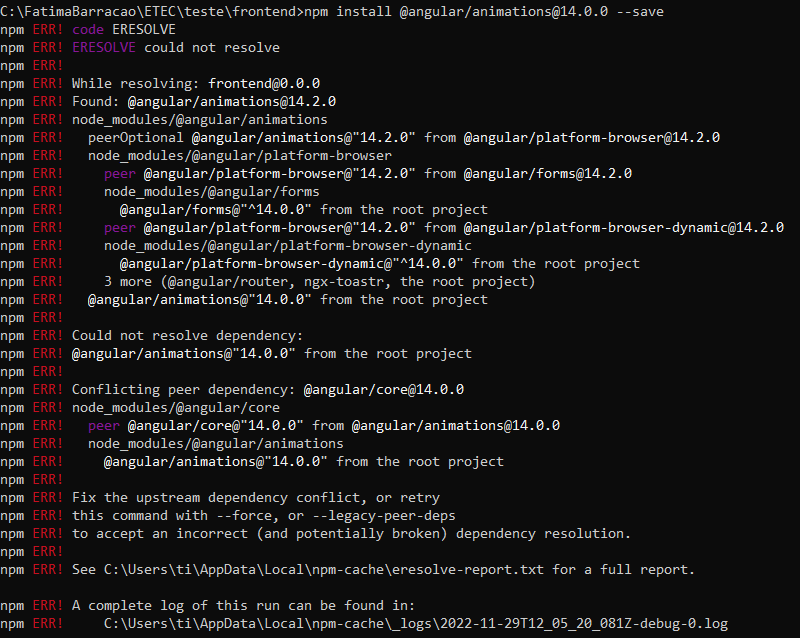 C:\FatimaBarracao\ETEC\teste\frontend>npm install @angular/animations@14.0.0 --save
npm ERR! code ERESOLVE
npm ERR! ERESOLVE could not resolve
npm ERR!
npm ERR! While resolving: frontend@0.0.0
npm ERR! Found: @angular/animations@14.2.0
npm ERR! node_modules/@angular/animations
npm ERR!   peerOptional @angular/animations@"14.2.0" from @angular/platform-browser@14.2.0
npm ERR!   node_modules/@angular/platform-browser
npm ERR!     peer @angular/platform-browser@"14.2.0" from @angular/forms@14.2.0
npm ERR!     node_modules/@angular/forms
npm ERR!       @angular/forms@"^14.0.0" from the root project
npm ERR!     peer @angular/platform-browser@"14.2.0" from @angular/platform-browser-dynamic@14.2.0
npm ERR!     node_modules/@angular/platform-browser-dynamic
npm ERR!       @angular/platform-browser-dynamic@"^14.0.0" from the root project
npm ERR!     3 more (@angular/router, ngx-toastr, the root project)
npm ERR!   @angular/animations@"14.0.0" from the root project
npm ERR!
npm ERR! Could not resolve dependency:
npm ERR! @angular/animations@"14.0.0" from the root project
npm ERR!
npm ERR! Conflicting peer dependency: @angular/core@14.0.0
npm ERR! node_modules/@angular/core
npm ERR!   peer @angular/core@"14.0.0" from @angular/animations@14.0.0
npm ERR!   node_modules/@angular/animations
npm ERR!     @angular/animations@"14.0.0" from the root project
npm ERR!
npm ERR! Fix the upstream dependency conflict, or retry
npm ERR! this command with --force, or --legacy-peer-deps
npm ERR! to accept an incorrect (and potentially broken) dependency resolution.
npm ERR!
npm ERR! See C:\Users\ti\AppData\Local\npm-cache\eresolve-report.txt for a full report.
npm ERR! A complete log of this run can be found in:
npm ERR!     C:\Users\ti\AppData\Local\npm-cache\_logs\2022-11-29T12_05_20_081Z-debug-0.log